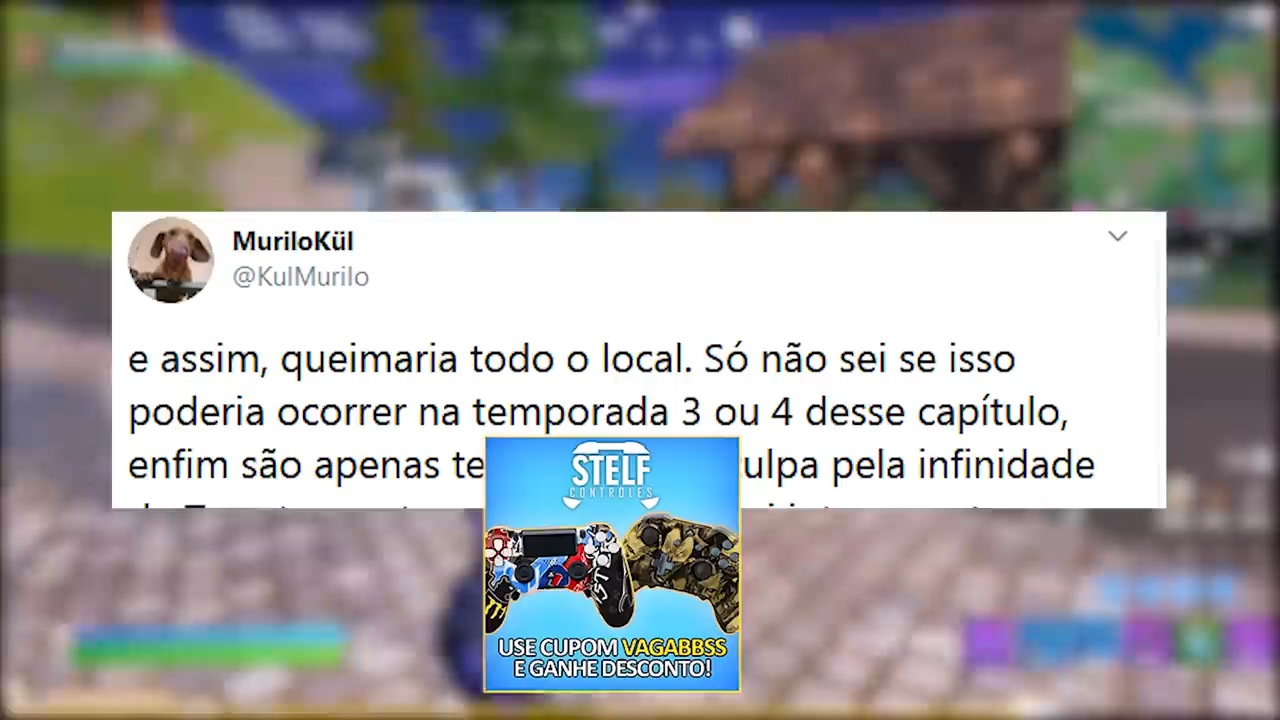 MuriloKül
@KulMurilo
e assim, queimaria todo o local. Só não sei se isso
poderia ocorrer na temporada 3 ou 4 desse capítulo,
enfim são apenas te
ulpa pela infinidade
STELF
CONTROLES
USE CUPOM VAGABBSS
E GANHE DESCONTO!